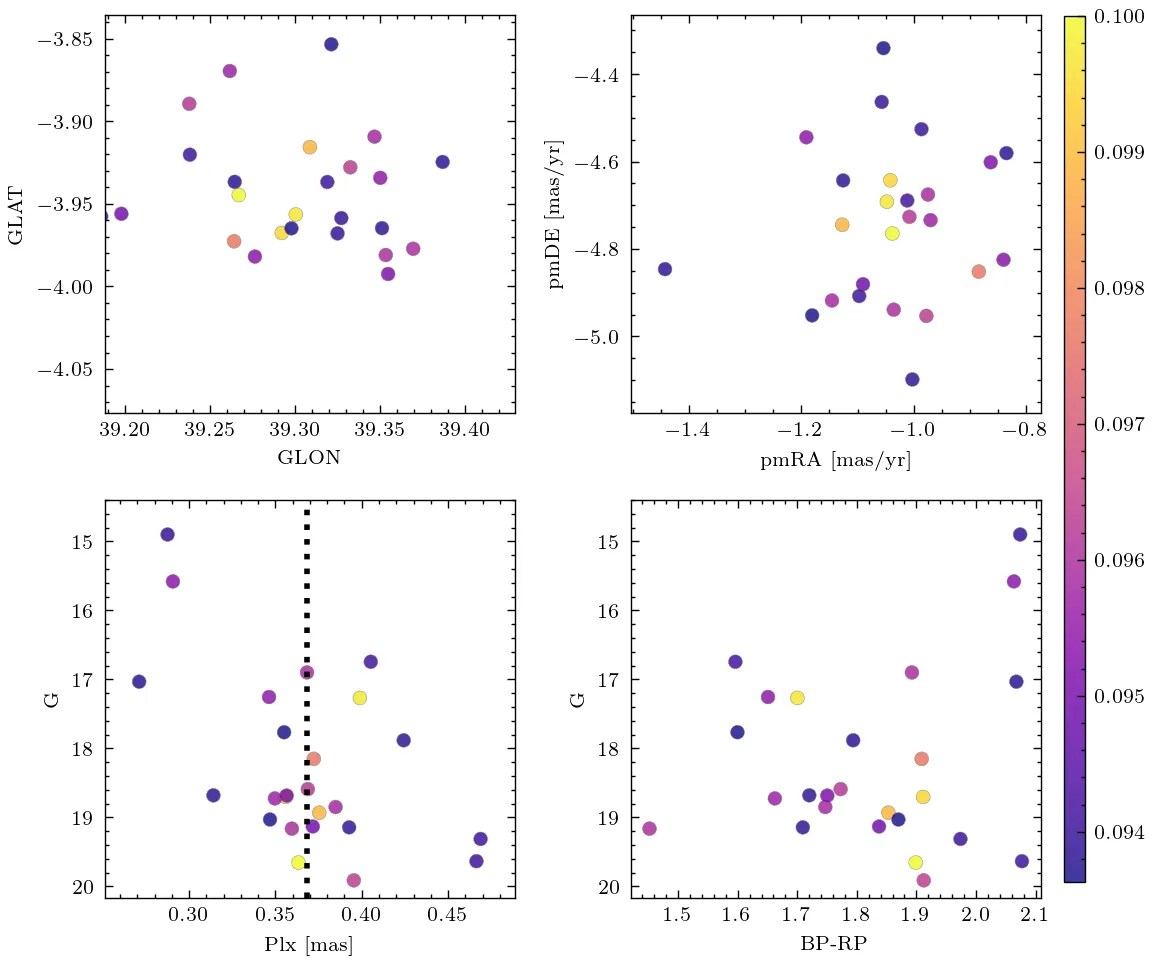 −3.85
−3.90
−3.95
−4.00
−4.05
GLAT
39.20 39.25 39.30 39.35 39.40
GLON
−4.4
−4.6
−4.8
−5.0
pmDE [mas/yr]
−1.4 −1.2 −1.0 −0.8
pmRA [mas/yr]
0.100
0.099
0.098
0.097
0.096
0.095
0.094
15
16
17
18
19
20
G
0.30 0.35 0.40 0.45
Plx [mas]
15
16
17
18
19
20
G
1.5 1.6 1.7 1.8 1.9 2.0 2.1
BP-RP